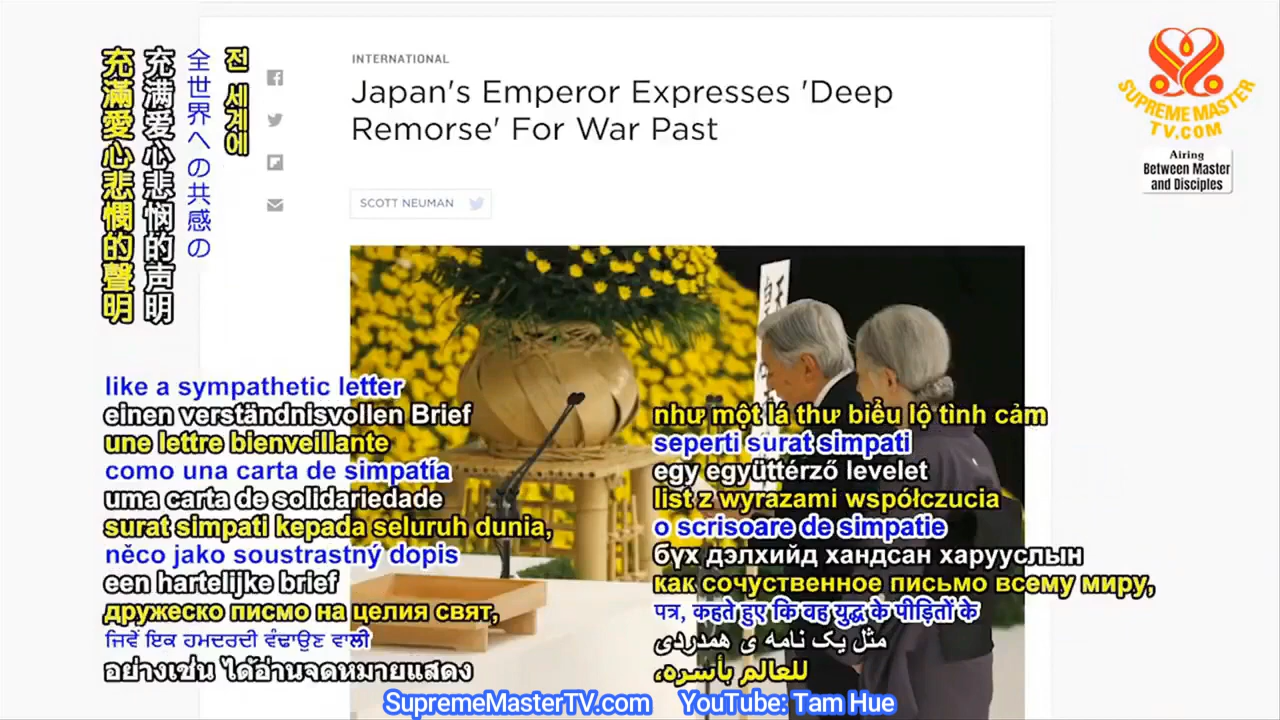 充滿愛心悲憫的聲明
充满爱心悲悯的声明
全世界への共感の
전 세계에
INTERNATIONAL
Japan's Emperor Expresses 'Deep
Remorse' For War Past
SCOTT NEUMAN
SUPREME MASTER
TV.COM
Airing
Between Master
and Disciples
like a sympathetic letter
einen verständnisvollen Brief
une lettre bienveillante
como una carta de simpatía
uma carta de solidariedade
surat simpati kepada seluruh dunia,
něco jako soustrastný dopis
een hartelijke brief
дружеско писмо на целия свят,
ਜਿਵੇਂ ਇਕ ਹਮਦਰਦੀ ਵੰਢਾਉਣ ਵਾਲੀ
อย่างเช่น ได้อ่านจดหมายแสดง
như một lá thư biểu lộ tình cảm
seperti surat simpati
egy együttérző levelet
list z wyrazami współczucia
o scrisoare de simpatie
бүх дэлхийд хандсан харууслын
как сочуственное письмо всему миру,
पत्र, कहते हुए कि वह युद्ध के पीड़ितों के
مثل یک نامه ی همدردی
للعالم بأسره،
SupremeMasterTV.com YouTube: Tam Hue